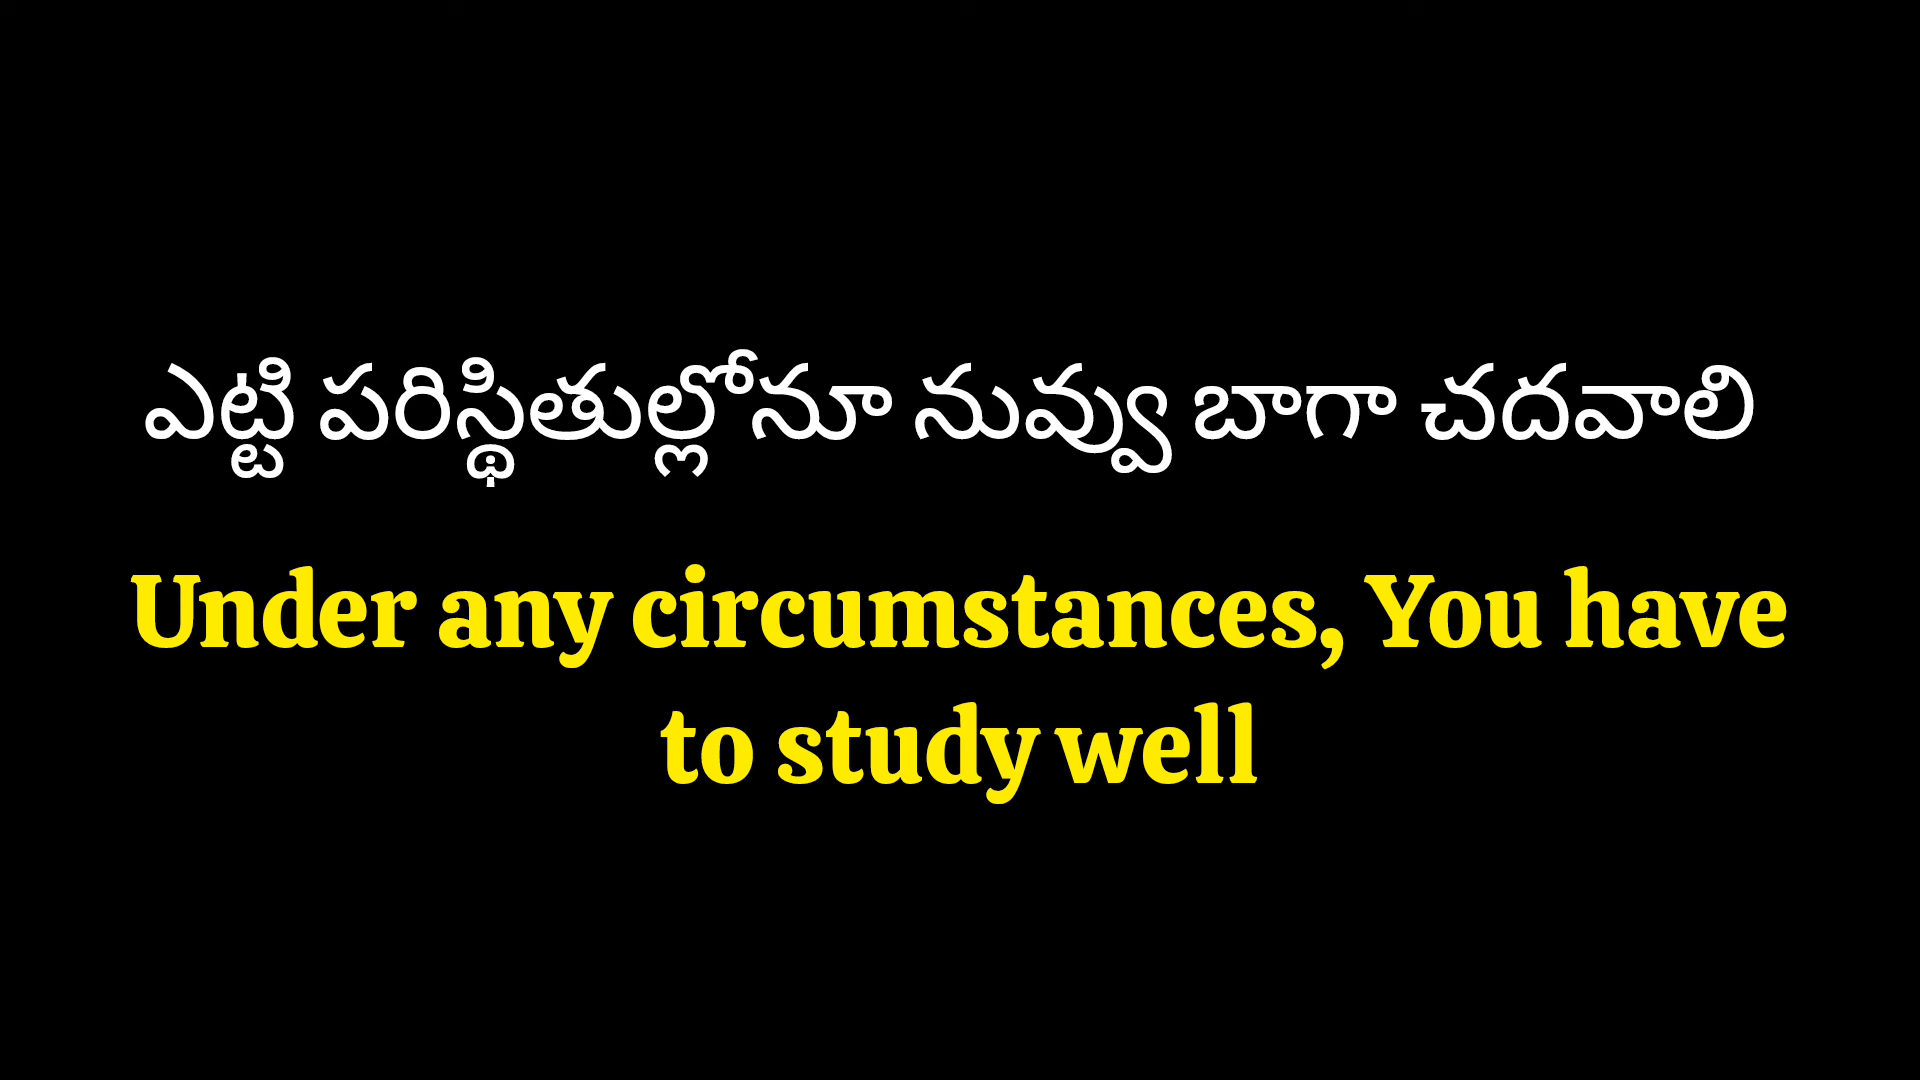 ఎట్టి పరిస్థితుల్లోనూ నువ్వు బాగా చదవాలి
Under any circumstances, You have
to study well